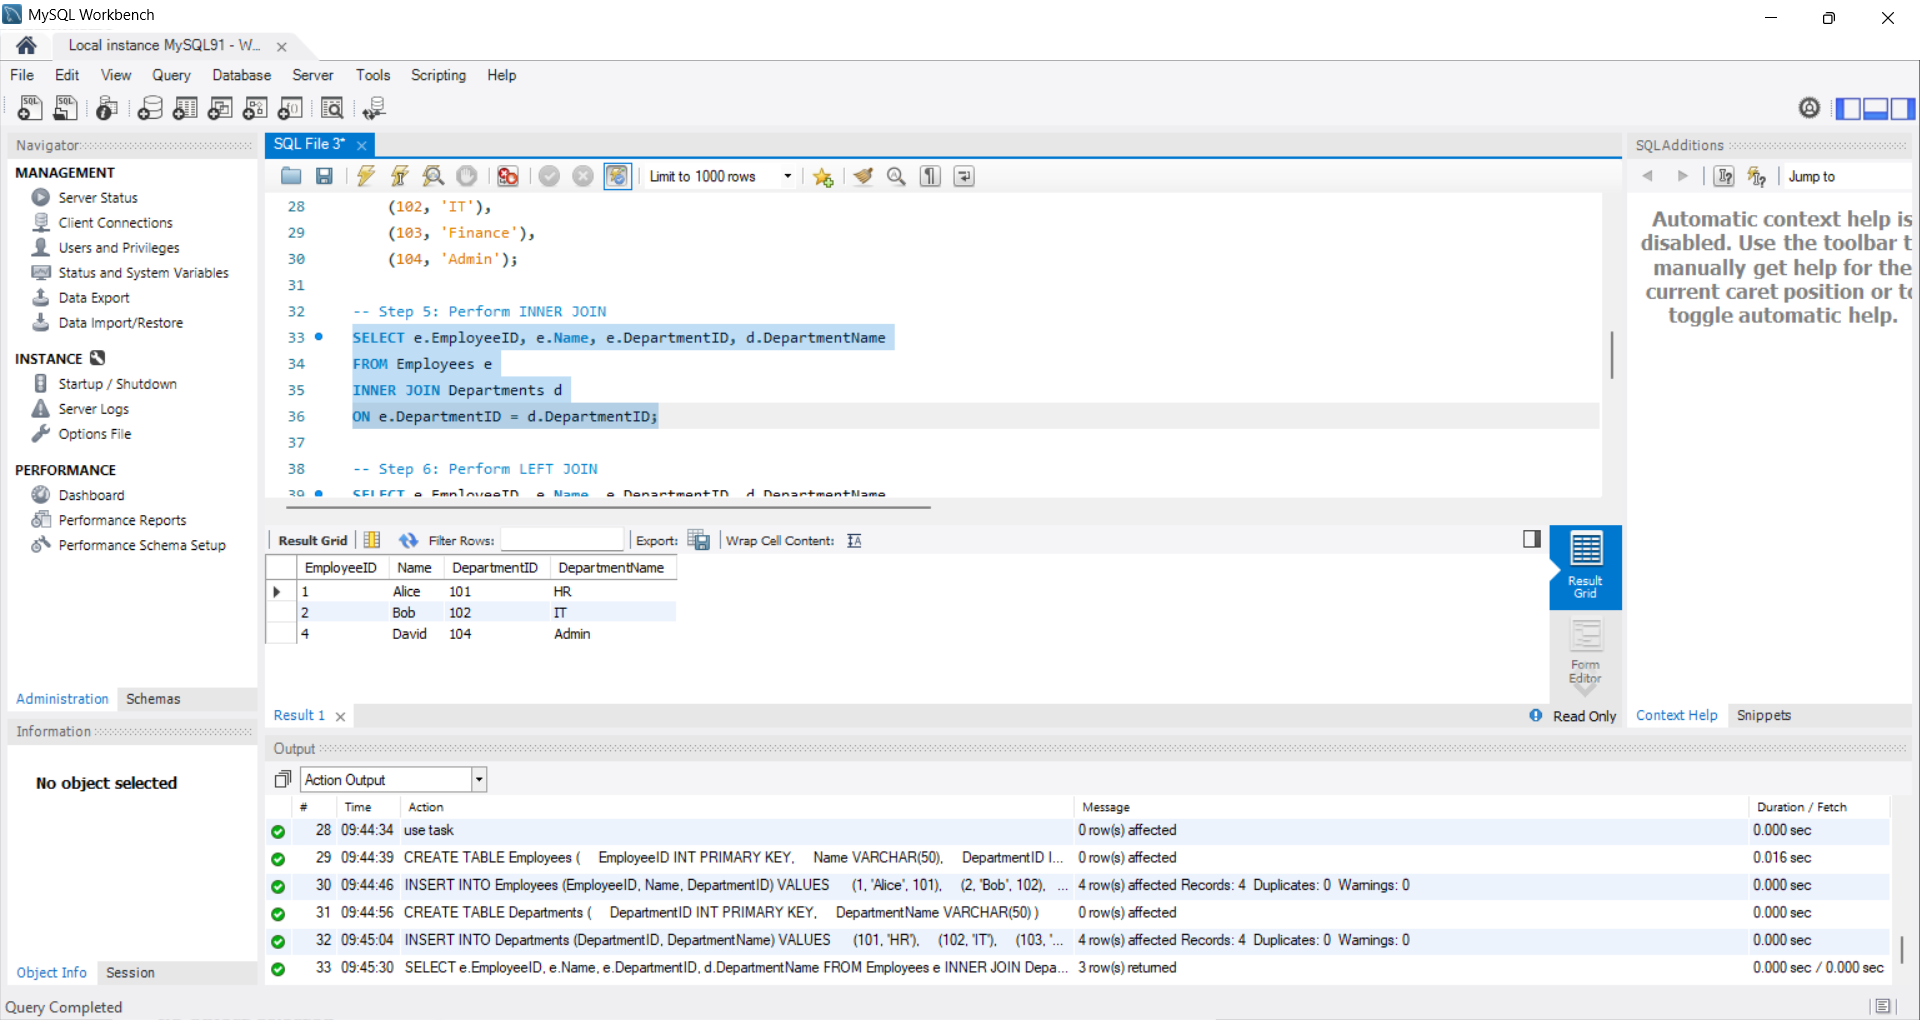 MySQL Workbench
Local instance MySQL91 - W...
File Edit View Query Database Server Tools Scripting Help
Navigator
MANAGEMENT
Server Status
Client Connections
Users and Privileges
Status and System Variables
Data Export
Data Import/Restore
INSTANCE
Startup / Shutdown
Server Logs
Options File
PERFORMANCE
Dashboard
Performance Reports
Performance Schema Setup
Administration Schemas
Information
No object selected
Object Info Session
Query Completed
SQL File 3*
Limit to 1000 rows
28 (102, 'IT'),
29 (103, 'Finance'),
30 (104, 'Admin');
31
32 -- Step 5: Perform INNER JOIN
33 SELECT e.EmployeeID, e.Name, e.DepartmentID, d.DepartmentName
34 FROM Employees e
35 INNER JOIN Departments d
36 ON e.DepartmentID = d.DepartmentID;
37
38 -- Step 6: Perform LEFT JOIN
39 SELECT e.EmployeeID, e.Name, e.DepartmentID, d.DepartmentName
Result Grid Filter Rows: Export: Wrap Cell Content:
EmployeeID Name DepartmentID DepartmentName
1 Alice 101 HR
2 Bob 102 IT
4 David 104 Admin
Result Grid
Form Editor
Result 1
Read Only
SQLAdditions
Jump to
Automatic context help is
disabled. Use the toolbar t
manually get help for the
current caret position or to
toggle automatic help.
Context Help Snippets
Output
Action Output
# Time Action Message Duration / Fetch
28 09:44:34 use task 0 row(s) affected 0.000 sec
29 09:44:39 CREATE TABLE Employees ( EmployeeID INT PRIMARY KEY, Name VARCHAR(50), DepartmentID I... 0 row(s) affected 0.016 sec
30 09:44:46 INSERT INTO Employees (EmployeeID, Name, DepartmentID) VALUES (1, 'Alice', 101), (2, 'Bob', 102), ... 4 row(s) affected Records: 4 Duplicates: 0 Warnings: 0 0.000 sec
31 09:44:56 CREATE TABLE Departments ( DepartmentID INT PRIMARY KEY, DepartmentName VARCHAR(50) ) 0 row(s) affected 0.000 sec
32 09:45:04 INSERT INTO Departments (DepartmentID, DepartmentName) VALUES (101, 'HR'), (102, 'IT'), (103, '... 4 row(s) affected Records: 4 Duplicates: 0 Warnings: 0 0.000 sec
33 09:45:30 SELECT e.EmployeeID, e.Name, e.DepartmentID, d.DepartmentName FROM Employees e INNER JOIN Depa... 3 row(s) returned 0.000 sec / 0.000 sec